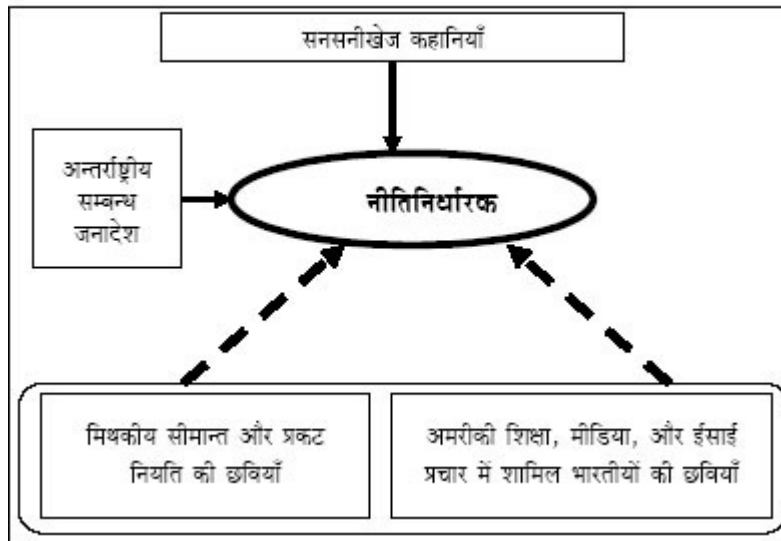 सनसनीखेज कहानियाँ
अन्तर्राष्ट्रीय
सम्बन्ध
जनादेश
नीतिनिर्धारक
मिथकीय सीमान्त और प्रकट
नियति की छवियाँ
अमरीकी शिक्षा, मीडिया, और ईसाई
प्रचार में शामिल भारतीयों की छवियाँ